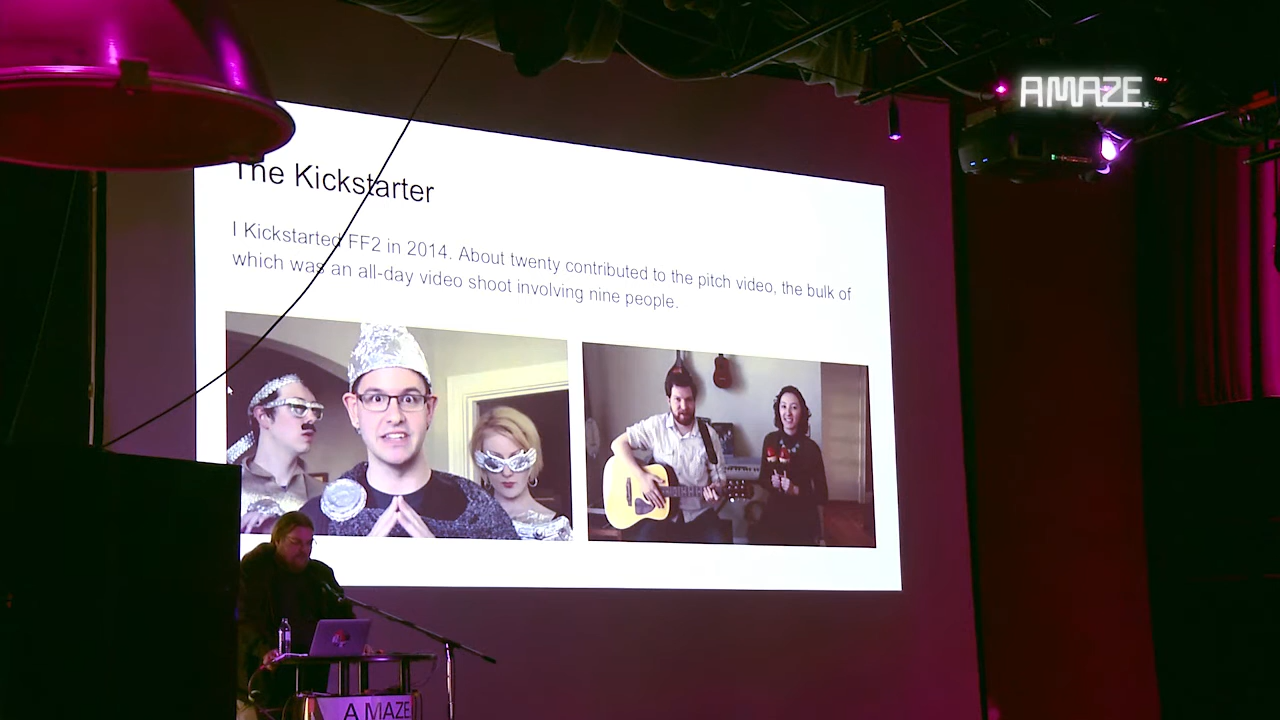 AMAZE.
The Kickstarter
I Kickstarted FF2 in 2014. About twenty contributed to the pitch video, the bulk of
which was an all-day video shoot involving nine people.
A MAZE